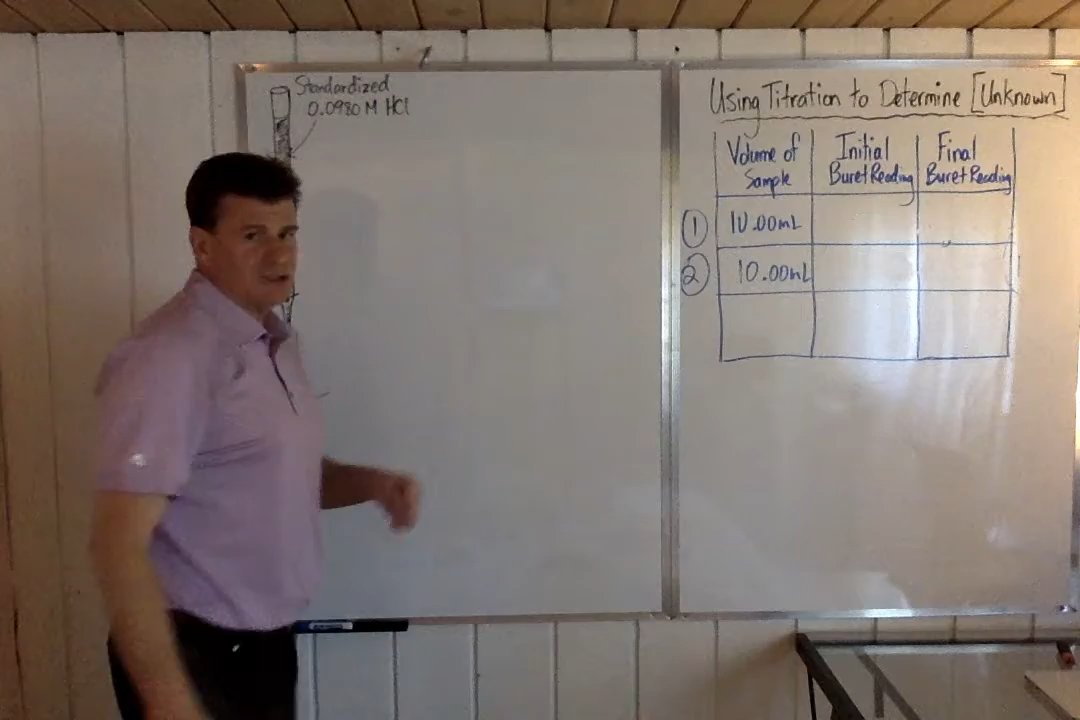 Standardized
0.0980 M HCl
Using Titration to Determine [Unknown]
Volume of Sample
Initial Buret Reading
Final Buret Reading
1 10.00mL
2 10.00mL